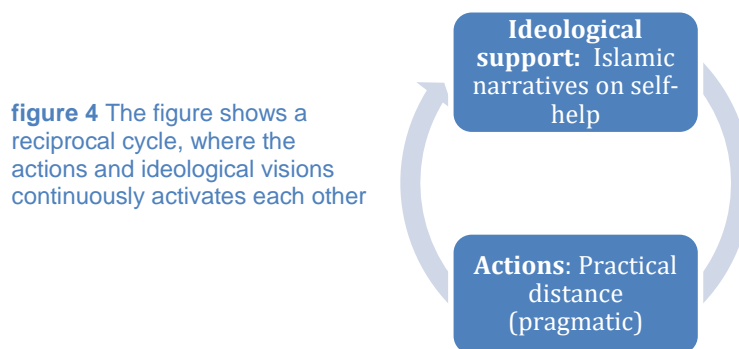 figure 4 The figure shows a
reciprocal cycle, where the
actions and ideological visions
continuously activates each other
Ideological
support: Islamic
narratives on self-
help
Actions: Practical
distance
(pragmatic)